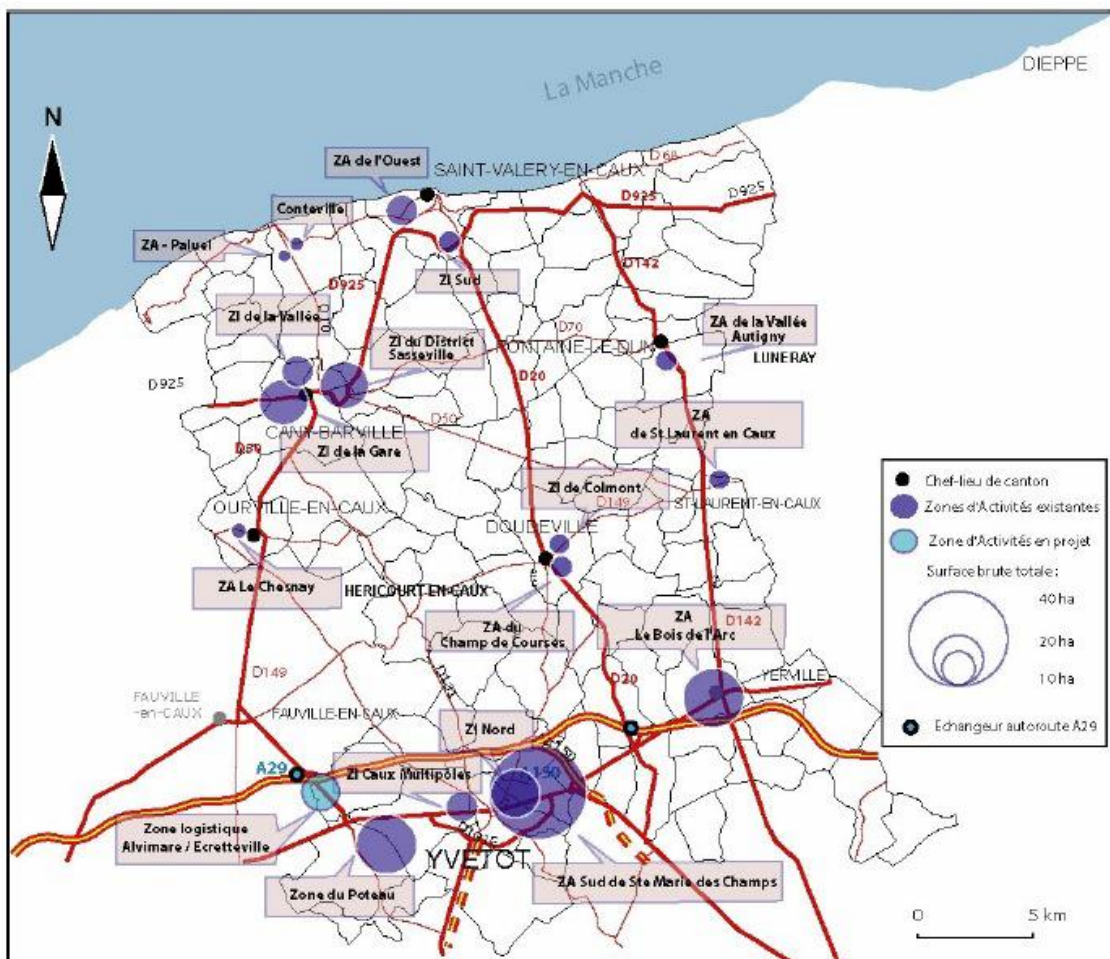 DIEPPE
La Manche
N
ZA de l'Ouest
SAINT-VALERY-EN-CAUX
D 68
D925
D925
Conteville
ZA - Paluel
ZI Sud
D142
D925
ZI de la Vallée
ZI du District
Sasseville
D70
ZA de la Vallée
Autigny
LUNERAY
FONTAINE-LE-DUN
D925
D20
D50
CANY-BARVILLE
ZI de la Gare
ZA
de St Laurent en Caux
ZI de Colmont
D149
ST-LAURENT-EN-CAUX
OURVILLE-EN-CAUX
DOUDEVILLE
ZA Le Chesnay
HERICOURT-EN-CAUX
ZA du
Champ de Courses
ZA
Le Bois de l'Arc
D142
YERVILLE
D149
D20
FAUVILLE
-en-CAUX
FAUVILLE-EN-CAUX
ZI Nord
A29
ZI Caux Multipôles
Zone logistique
Alvimare / Ecretteville
YVETOT
Zone du Poteau
ZA Sud de Ste Marie des Champs
Chef-lieu de canton
Zones d'Activités existantes
Zone d'Activités en projet
Surface brute totale :
40 ha
20 ha
10 ha
Echangeur autoroute A29
0 5 km